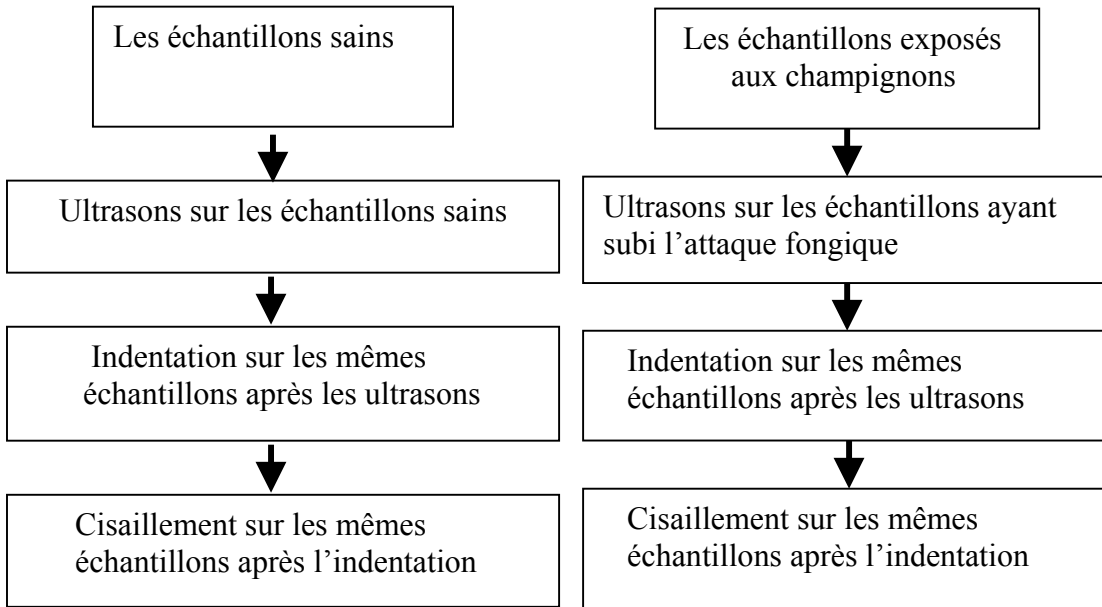 Les échantillons sains
Ultrasons sur les échantillons sains
Indentation sur les mêmes
échantillons après les ultrasons
Cisaillement sur les mêmes
échantillons après l’indentation
Les échantillons exposés
aux champignons
Ultrasons sur les échantillons ayant
subi l’attaque fongique
Indentation sur les mêmes
échantillons après les ultrasons
Cisaillement sur les mêmes
échantillons après l’indentation